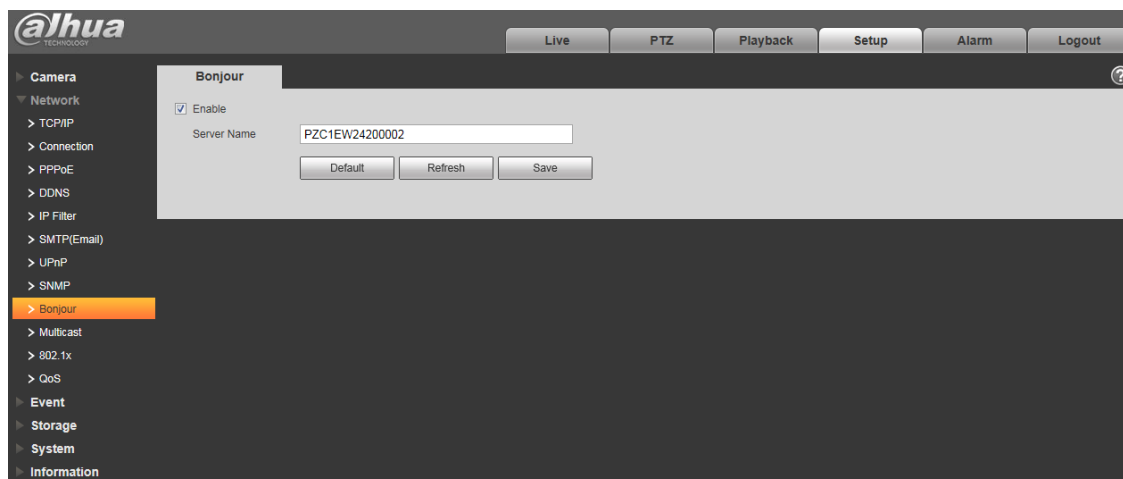 alhua
TECHNOLOGY
Live PTZ Playback Setup Alarm Logout
Camera
Network
> TCP/IP
> Connection
> PPPoE
> DDNS
> IP Filter
> SMTP(Email)
> UPnP
> SNMP
> Bonjour
> Multicast
> 802.1x
> QoS
Event
Storage
System
Information
Bonjour
?
Enable
Server Name PZC1EW24200002
Default Refresh Save